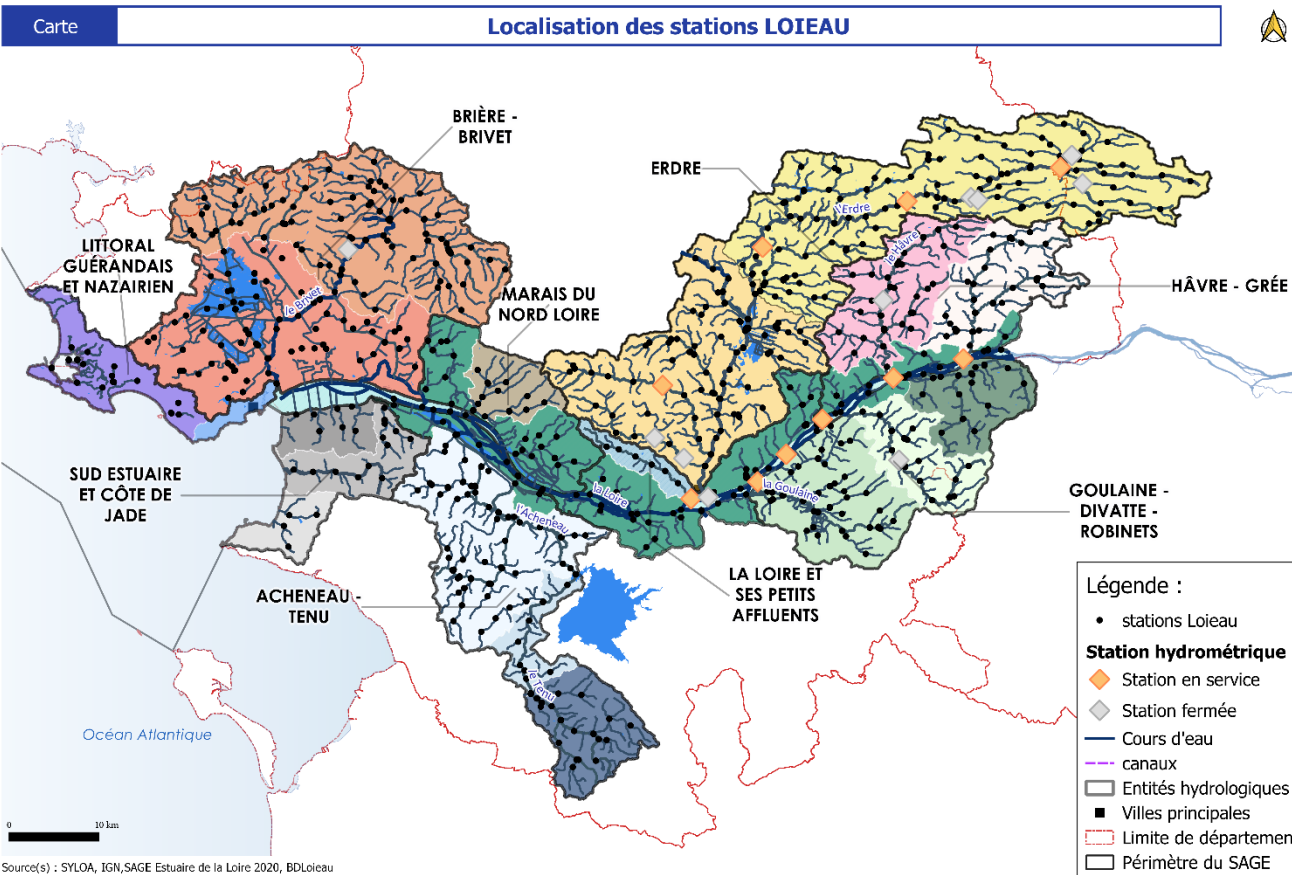 Carte
Localisation des stations LOIEAU
BRIÈRE -
BRIVET
ERDRE
l'Erdre
le Hâvre
LITTORAL
GUÉRANDAIS
ET NAZAIRIEN
le Brivet
MARAIS DU
NORD LOIRE
HÂVRE - GRÉE
SUD ESTUAIRE
ET CÔTE DE
JADE
la Loire
la Goulaine
l'Acheneau
GOULAINE -
DIVATTE -
ROBINETS
ACHENEAU -
TENU
LA LOIRE ET
SES PETITS
AFFLUENTS
le Tenu
Océan Atlantique
Légende :
stations Loieau
Station hydrométrique
Station en service
Station fermée
Cours d'eau
canaux
Entités hydrologiques
Villes principales
Limite de départemen
Périmètre du SAGE
0 10 km
Source(s) : SYLOA, IGN,SAGE Estuaire de la Loire 2020, BDLoieau